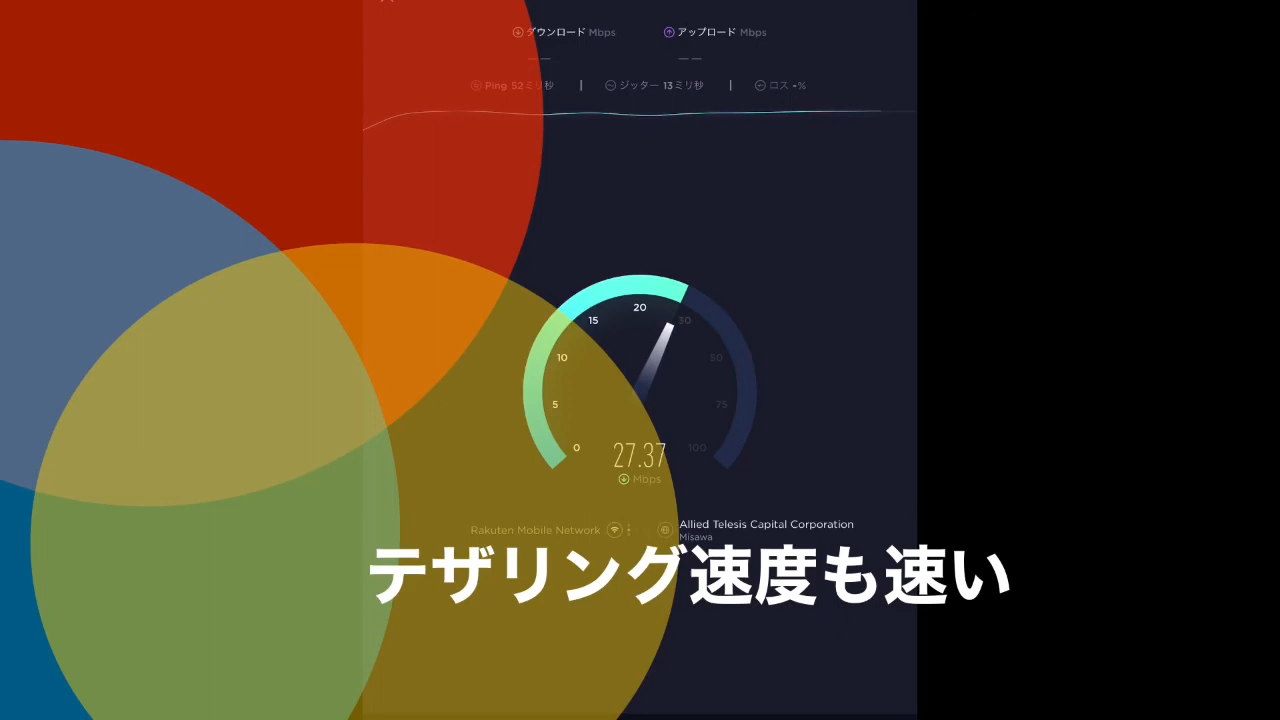 ダウンロード Mbps アップロード Mbps
— — — —
Ping 52ミリ秒 | ジッター 13ミリ秒 | ロス -%
20
15 30
10 50
5 75
0 100
27.37
Mbps
Rakuten Mobile Network Allied Telesis Capital Corporation
Misawa
テザリング速度も速い